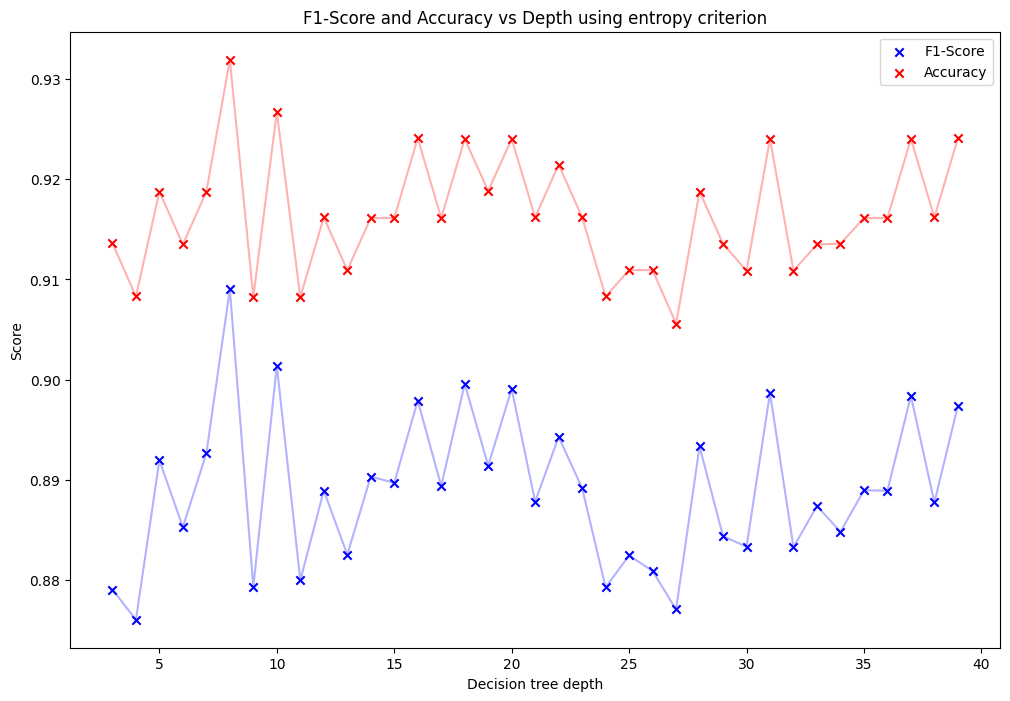 F1-Score and Accuracy vs Depth using entropy criterion
F1-Score
Accuracy
0.93
0.92
0.91
0.90
0.89
0.88
Score
5 10 15 20 25 30 35 40
Decision tree depth